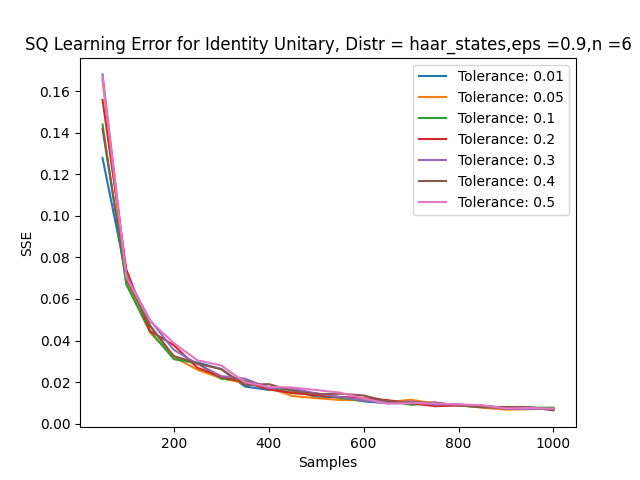 SQ Learning Error for Identity Unitary, Distr = haar_states,eps =0.9,n =6
Tolerance: 0.01
Tolerance: 0.05
Tolerance: 0.1
Tolerance: 0.2
Tolerance: 0.3
Tolerance: 0.4
Tolerance: 0.5
SSE
0.16
0.14
0.12
0.10
0.08
0.06
0.04
0.02
0.00
200
400
600
800
1000
Samples